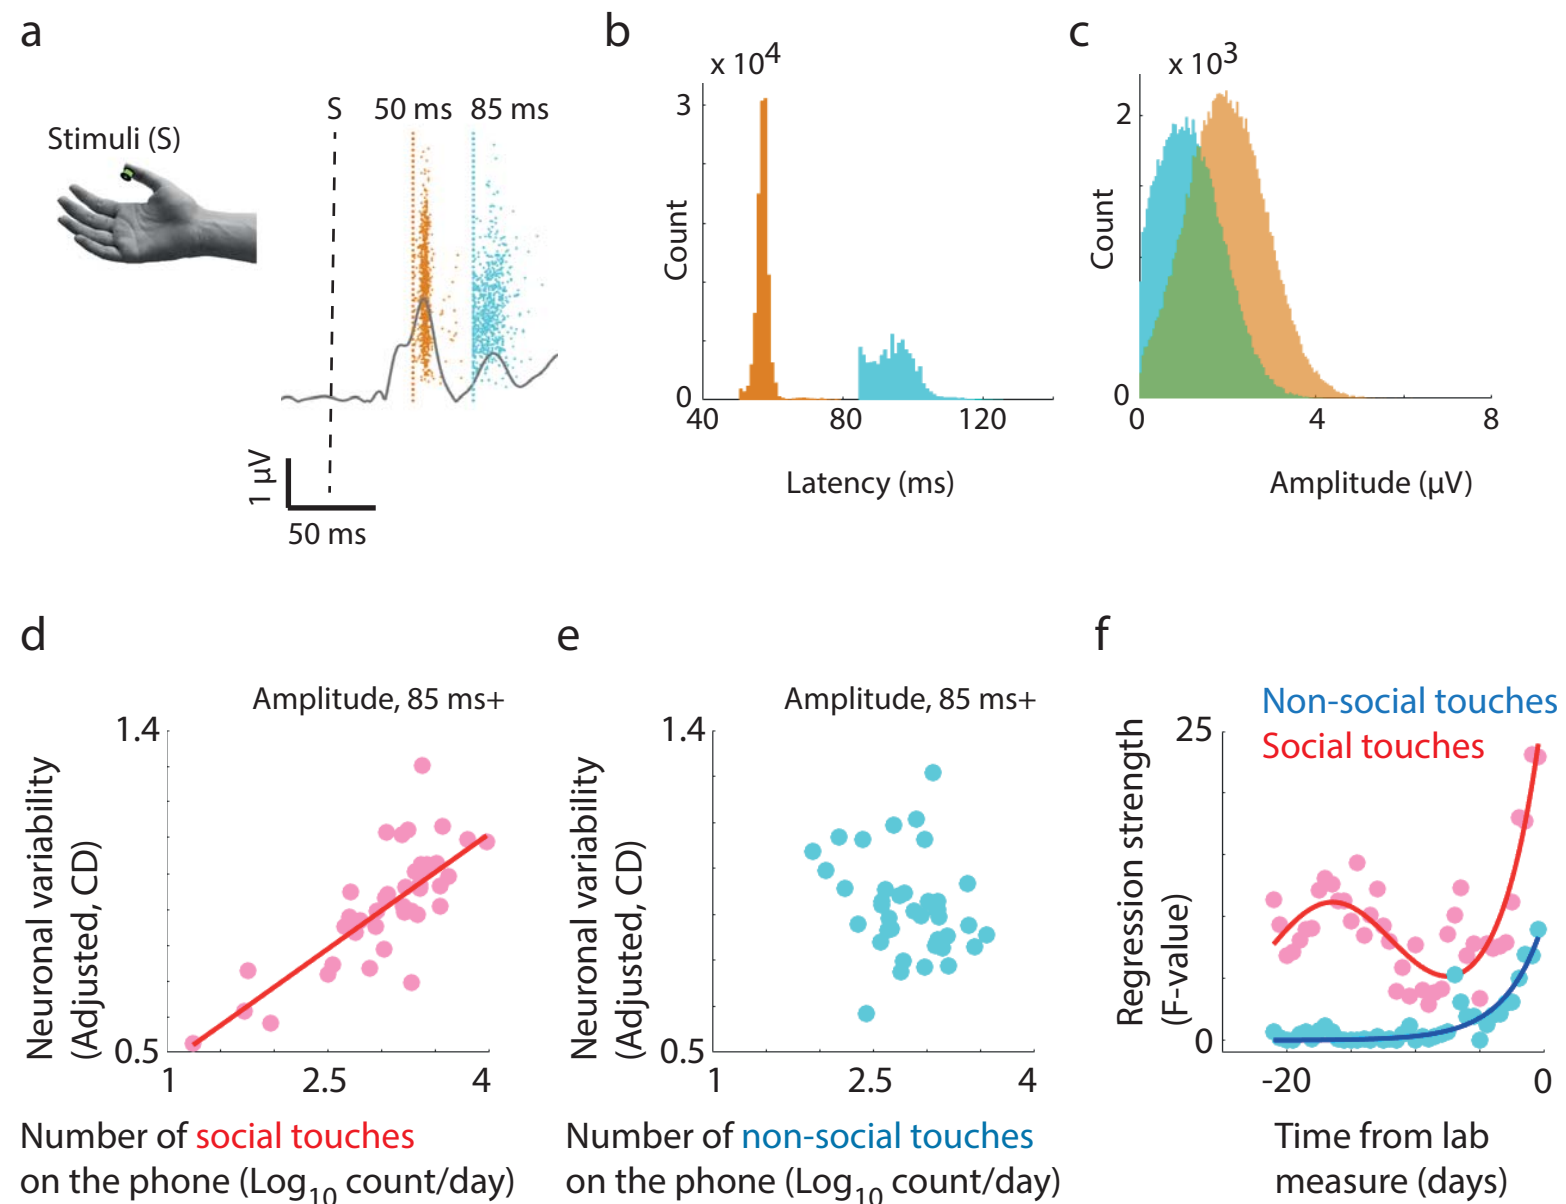 a
Stimuli (S)
S
50 ms
85 ms
1 µV
50 ms
b
x 10⁴
3
0
Count
40
80
120
Latency (ms)
c
x 10³
2
0
Count
0
4
8
Amplitude (µV)
d
Amplitude, 85 ms+
1.4
0.5
Neuronal variability
(Adjusted, CD)
1
2.5
4
Number of social touches
on the phone (Log₁₀ count/day)
e
Amplitude, 85 ms+
1.4
0.5
Neuronal variability
(Adjusted, CD)
1
2.5
4
Number of non-social touches
on the phone (Log₁₀ count/day)
f
Non-social touches
Social touches
25
0
Regression strength
(F-value)
-20
0
Time from lab
measure (days)